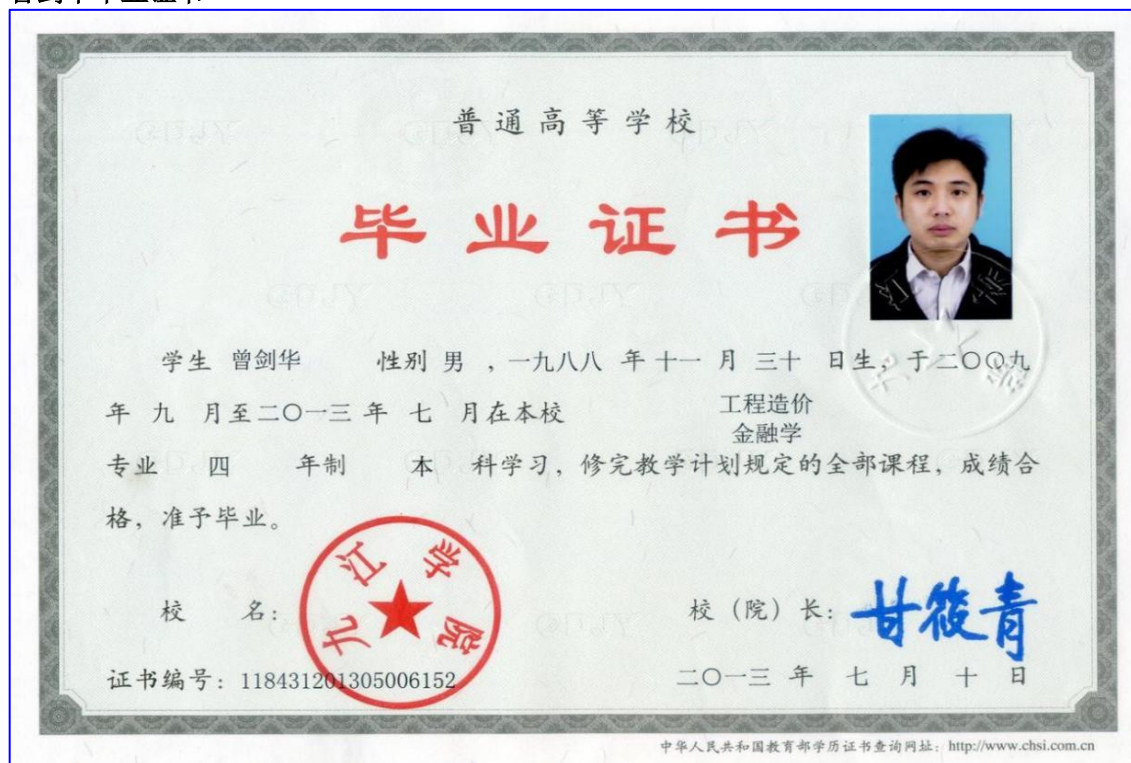 普通高等学校
毕业证书
学生 曾剑华 性别 男 ,一九八八 年 十一 月 三十 日生,于二〇〇九
年 九 月至二〇一三 年 七 月在本校 工程造价
金融学
专业 四 年制 本 科学习,修完教学计划规定的全部课程,成绩合
格,准予毕业。
九江学院
校 名: 校(院)长: 甘筱青
证书编号:118431201305006152 二〇一三 年 七 月 十 日
中华人民共和国教育部学历证书查询网址:http://www.chsi.com.cn